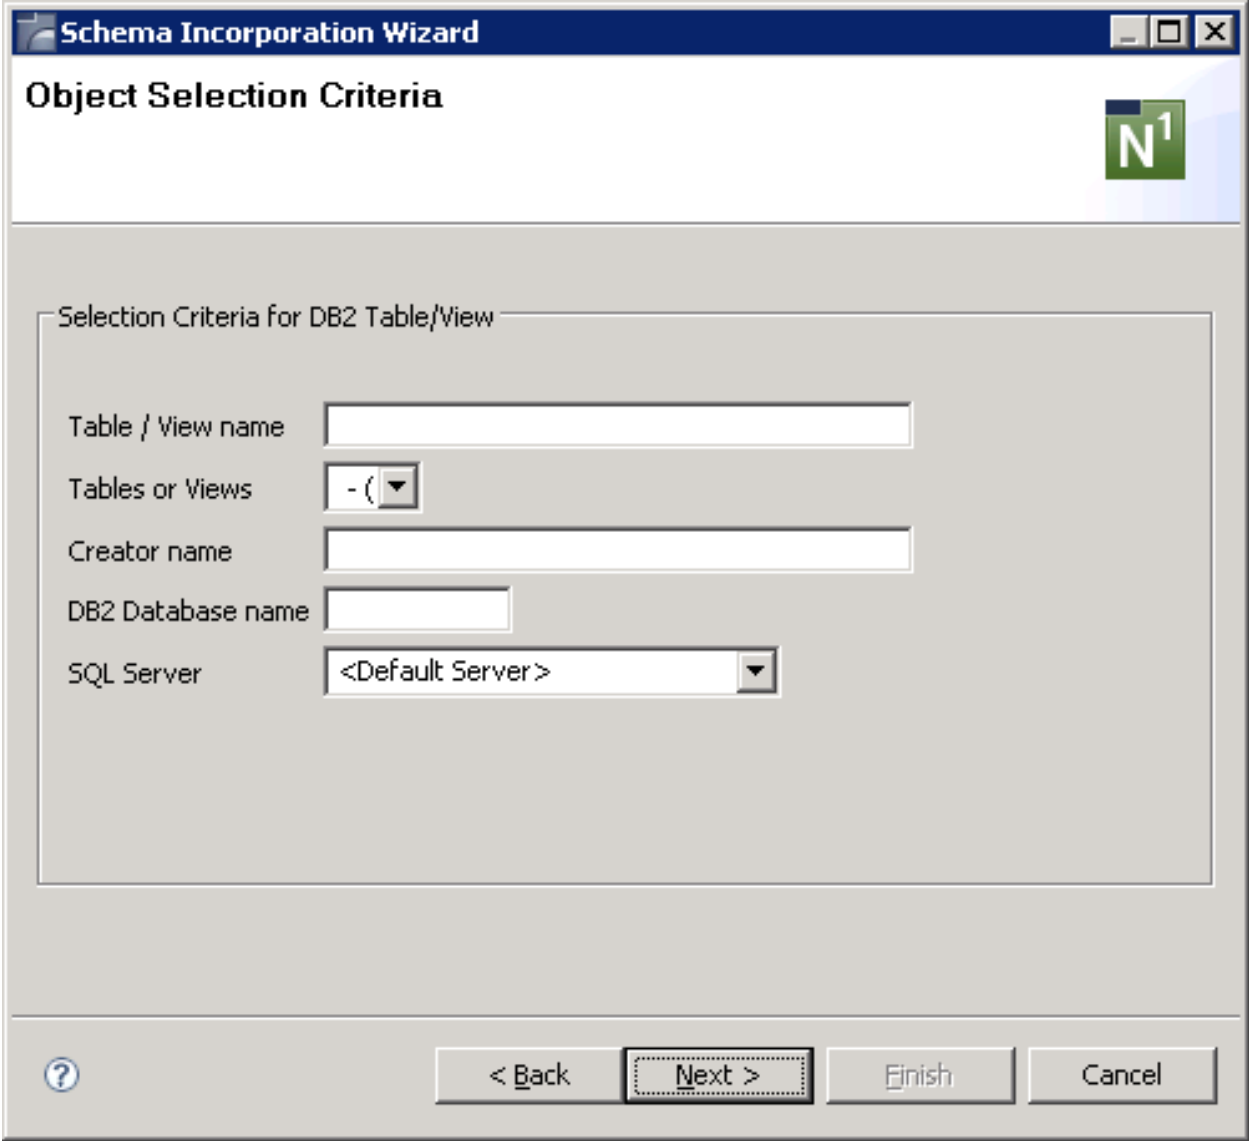 Schema Incorporation Wizard
Object Selection Criteria
N1
Selection Criteria for DB2 Table/View
Table / View name
Tables or Views - (
Creator name
DB2 Database name
SQL Server <Default Server>
? < Back Next > Finish Cancel